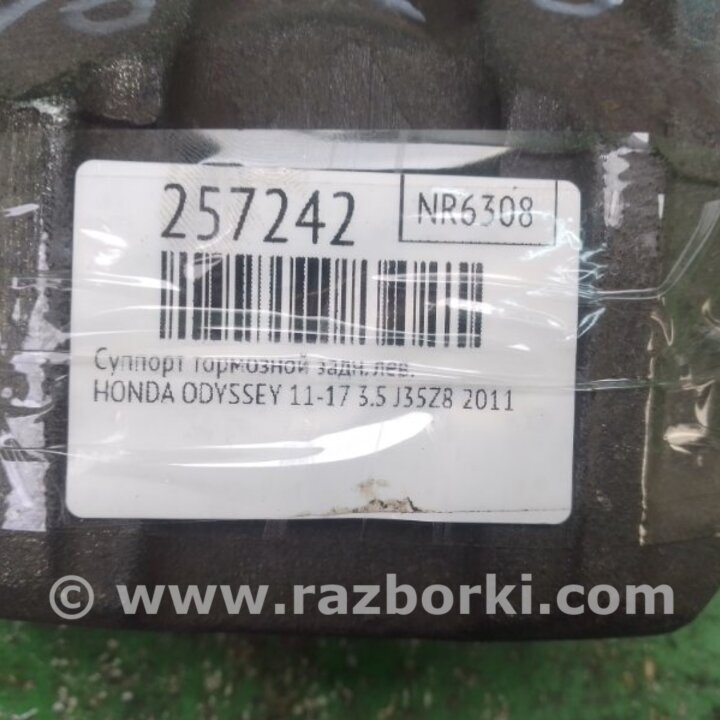 257242
NR6308
Суппорт тормозной задн.лев.
HONDA ODYSSEY 11-17 3.5 J35Z8 2011
© www.razborki.com